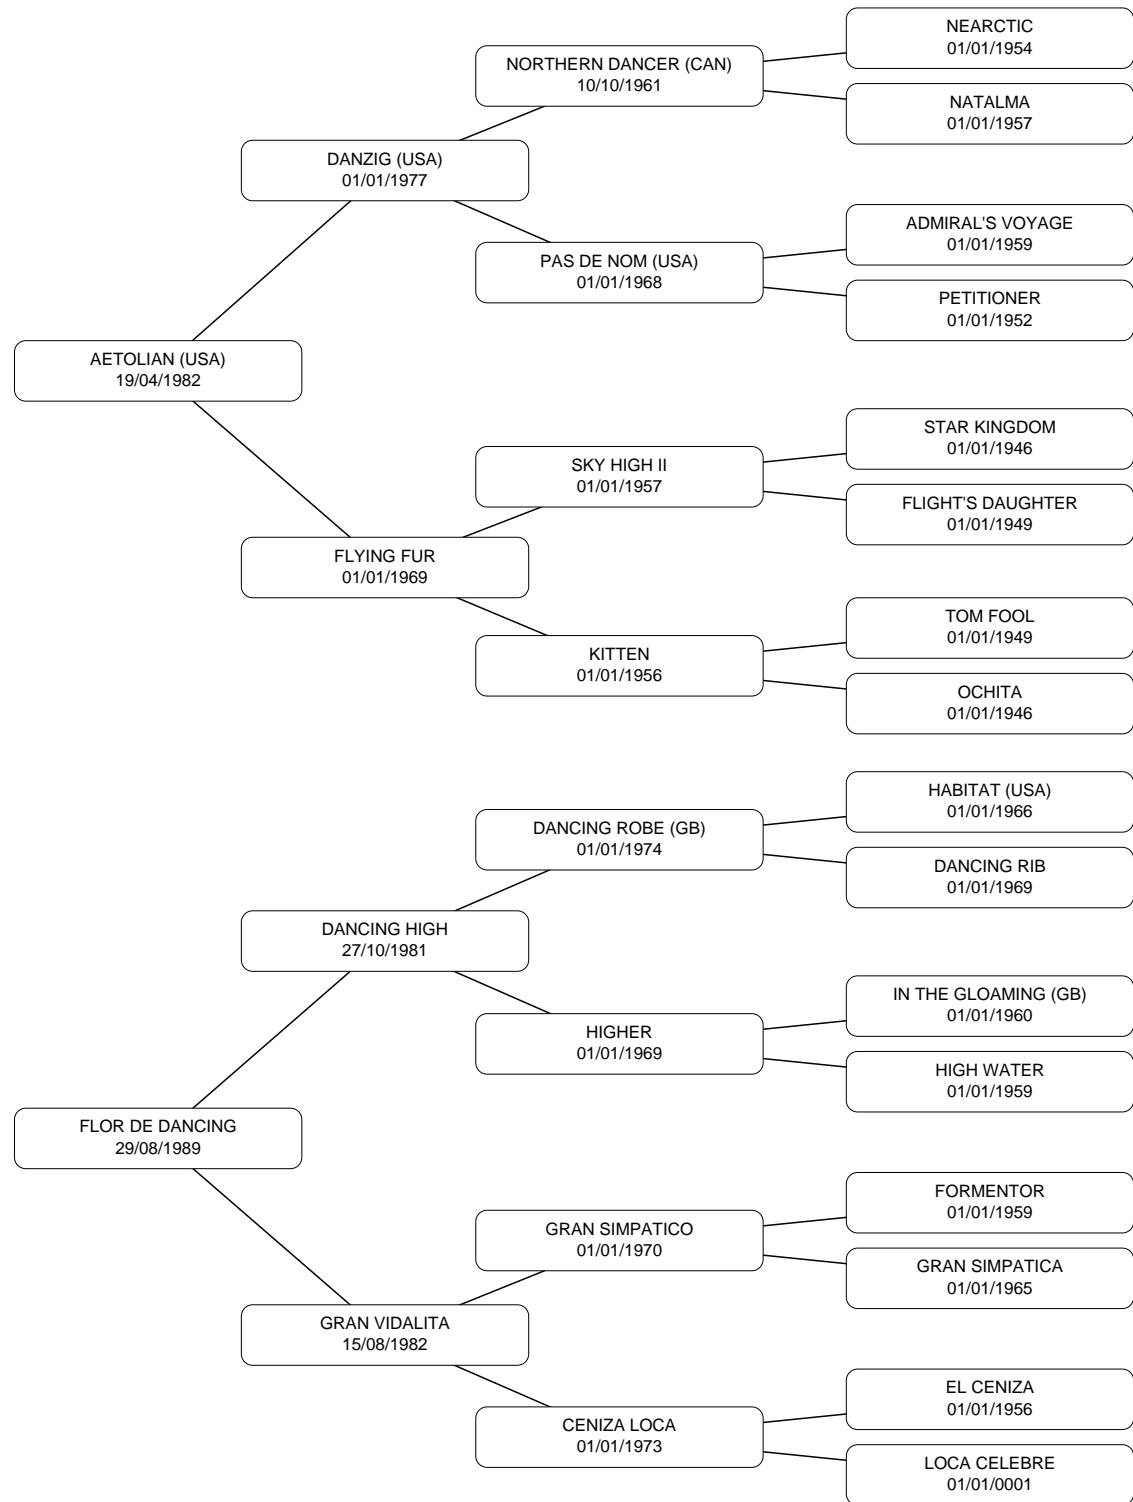 NEARCTIC
01/01/1954
NORTHERN DANCER (CAN)
10/10/1961
NATALMA
01/01/1957
DANZIG (USA)
01/01/1977
ADMIRAL'S VOYAGE
01/01/1959
PAS DE NOM (USA)
01/01/1968
PETITIONER
01/01/1952
AETOLIAN (USA)
19/04/1982
STAR KINGDOM
01/01/1946
SKY HIGH II
01/01/1957
FLIGHT'S DAUGHTER
01/01/1949
FLYING FUR
01/01/1969
TOM FOOL
01/01/1949
KITTEN
01/01/1956
OCHITA
01/01/1946
HABITAT (USA)
01/01/1966
DANCING ROBE (GB)
01/01/1974
DANCING RIB
01/01/1969
DANCING HIGH
27/10/1981
IN THE GLOAMING (GB)
01/01/1960
HIGHER
01/01/1969
HIGH WATER
01/01/1959
FLOR DE DANCING
29/08/1989
FORMENTOR
01/01/1959
GRAN SIMPATICO
01/01/1970
GRAN SIMPATICA
01/01/1965
GRAN VIDALITA
15/08/1982
EL CENIZA
01/01/1956
CENIZA LOCA
01/01/1973
LOCA CELEBRE
01/01/0001